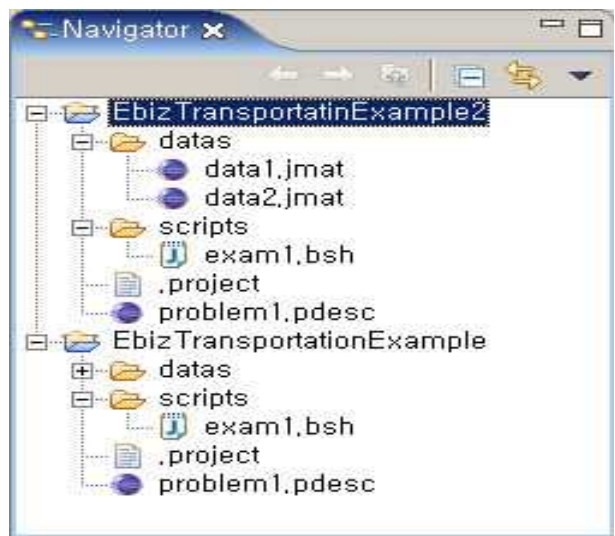 Navigator
EbizTransportatinExample2
datas
data1.jmat
data2.jmat
scripts
exam1.bsh
.project
problem1.pdesc
EbizTransportationExample
datas
scripts
exam1.bsh
.project
problem1.pdesc